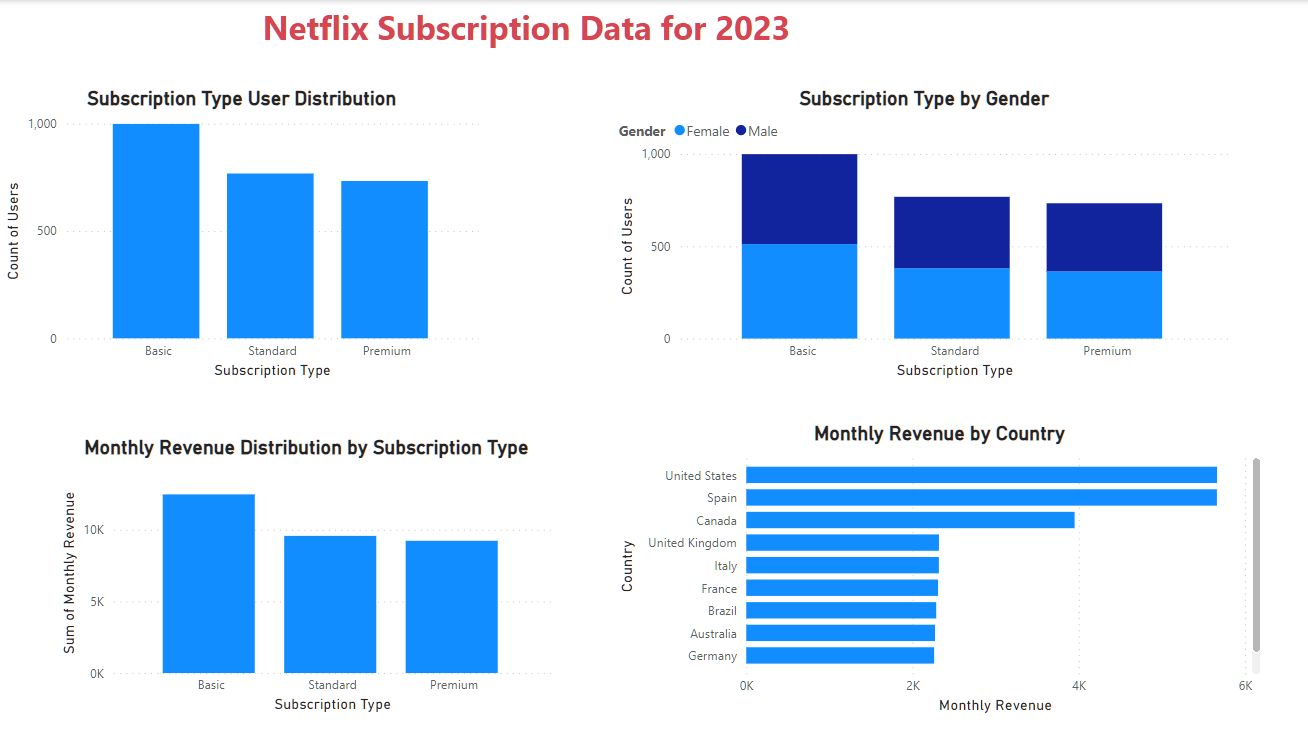 Netflix Subscription Data for 2023
Subscription Type User Distribution
1,000
500
0
Count of Users
Basic
Standard
Premium
Subscription Type
Subscription Type by Gender
Gender Female Male
1,000
500
0
Count of Users
Basic
Standard
Premium
Subscription Type
Monthly Revenue Distribution by Subscription Type
10K
5K
0K
Sum of Monthly Revenue
Basic
Standard
Premium
Subscription Type
Monthly Revenue by Country
Country
United States
Spain
Canada
United Kingdom
Italy
France
Brazil
Australia
Germany
0K
2K
4K
6K
Monthly Revenue